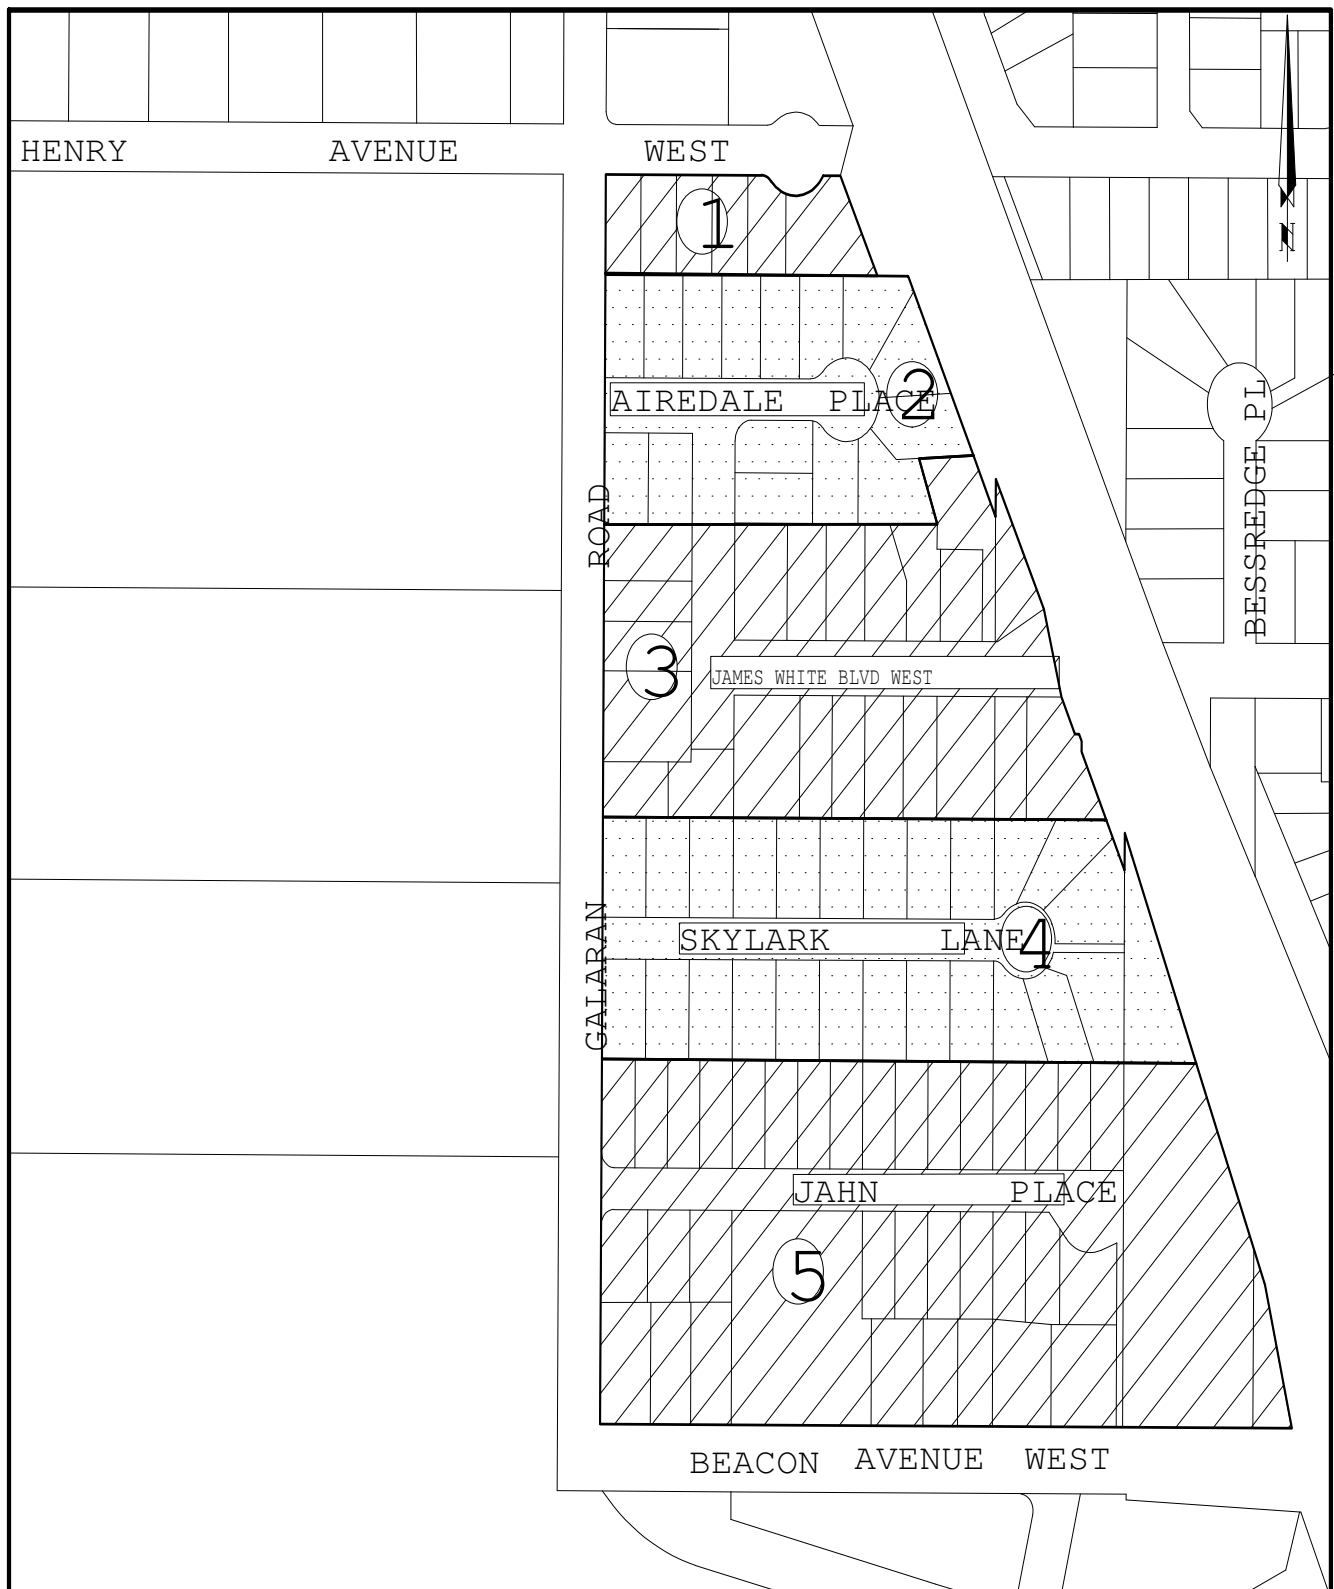 HENRY AVENUE WEST
1
N
AIREDALE PLACE
2
BESSREDGE PL
ROAD
3
JAMES WHITE BLVD WEST
GALARAN
SKYLARK LANE
4
JAHN PLACE
5
BEACON AVENUE WEST